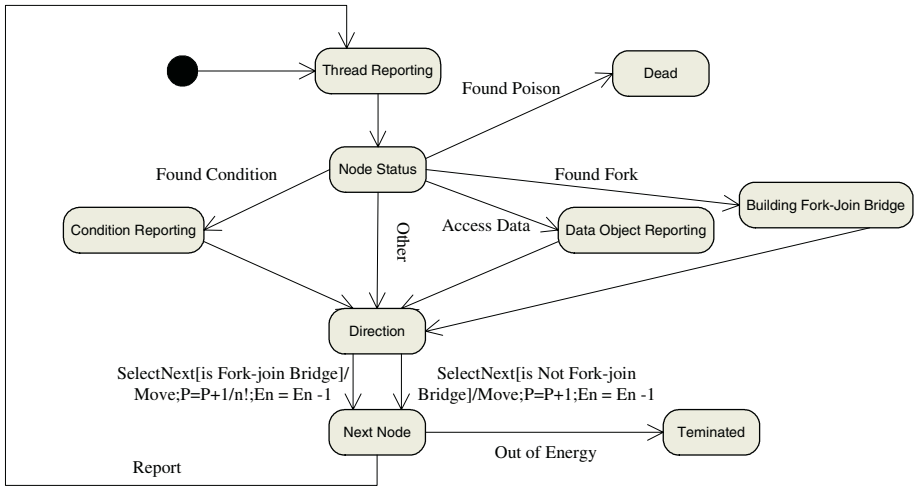 Thread Reporting
Dead
Found Poison
Node Status
Found Condition
Found Fork
Building Fork-Join Bridge
Condition Reporting
Other
Access Data
Data Object Reporting
Direction
SelectNext[is Fork-join Bridge]/
Move;P=P+1/n!;En = En -1
SelectNext[is Not Fork-join
Bridge]/Move;P=P+1;En = En -1
Next Node
Teminated
Out of Energy
Report